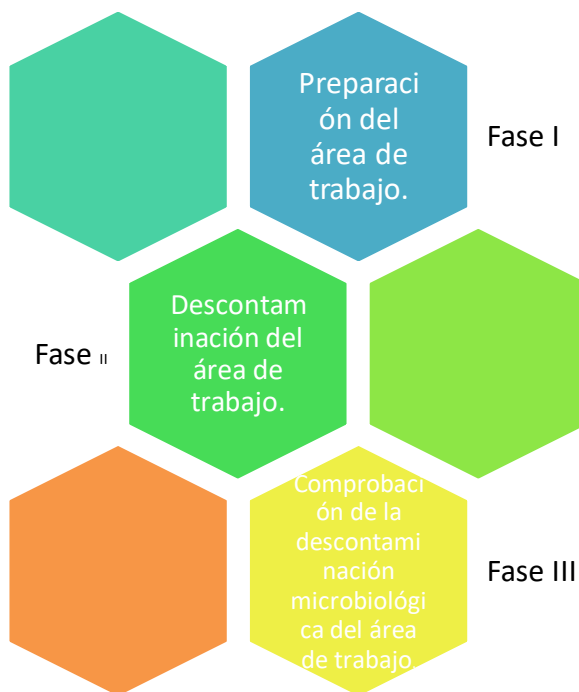 Preparaci
ón del
área de
trabajo.
Fase I
Descontam
inación del
área de
trabajo.
Fase II
Comprobaci
ón de la
descontami
nación
microbiológi
ca del área
de trabajo.
Fase III